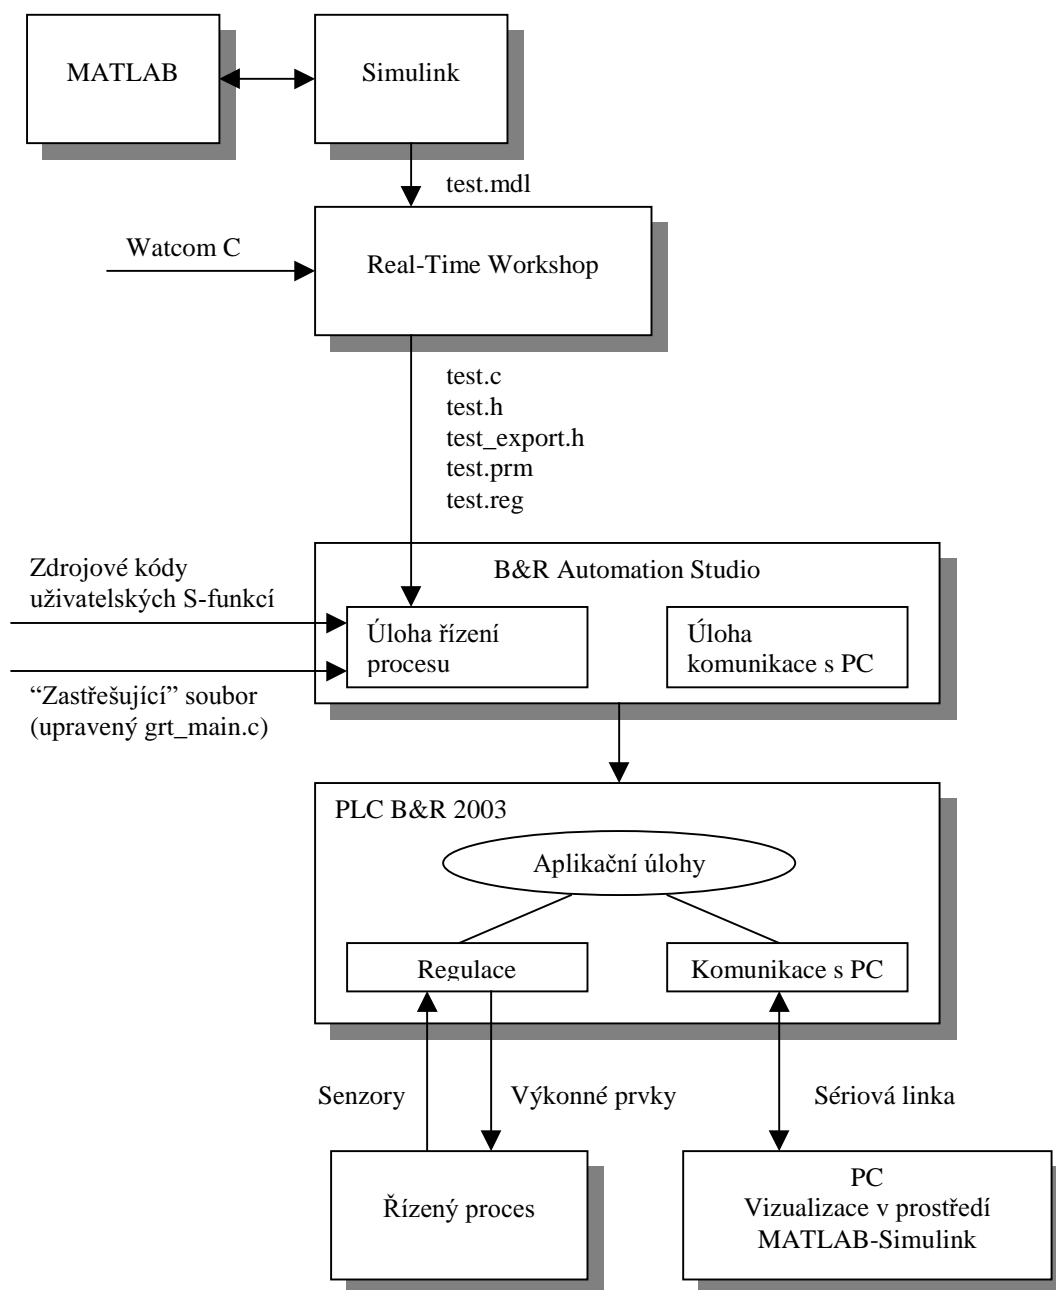 MATLAB
Simulink
test.mdl
Watcom C
Real-Time Workshop
test.c
test.h
test_export.h
test.prm
test.reg
Zdrojové kódy
uživatelských S-funkcí
“Zastřešující” soubor
(upravený grt_main.c)
B&R Automation Studio
Úloha řízení
procesu
Úloha
komunikace s PC
PLC B&R 2003
Aplikační úlohy
Regulace
Komunikace s PC
Senzory
Výkonné prvky
Sériová linka
Řízený proces
PC
Vizualizace v prostředí
MATLAB-Simulink